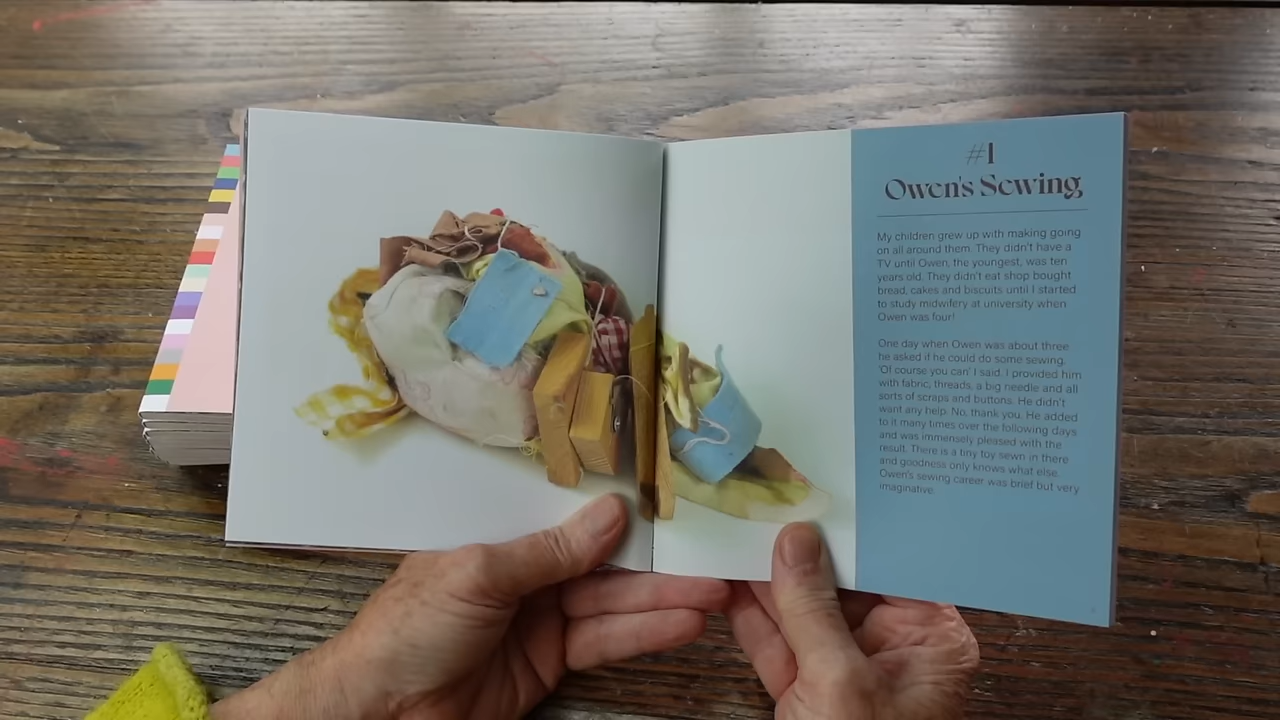 #1
Owen's Sewing
My children grew up with making going
on all around them. They didn't have a
TV until Owen, the youngest, was ten
years old. They didn't eat shop bought
bread, cakes and biscuits until I started
to study midwifery at university when
Owen was four!
One day when Owen was about three
he asked if he could do some sewing.
'Of course you can' I said. I provided him
with fabric, threads, a big needle and all
sorts of scraps and buttons. He didn't
want any help. No, thank you. He added
to it many times over the following days
and was immensely pleased with the
result. There is a tiny toy sewn in there
and goodness only knows what else.
Owen's sewing career was brief but very
imaginative.